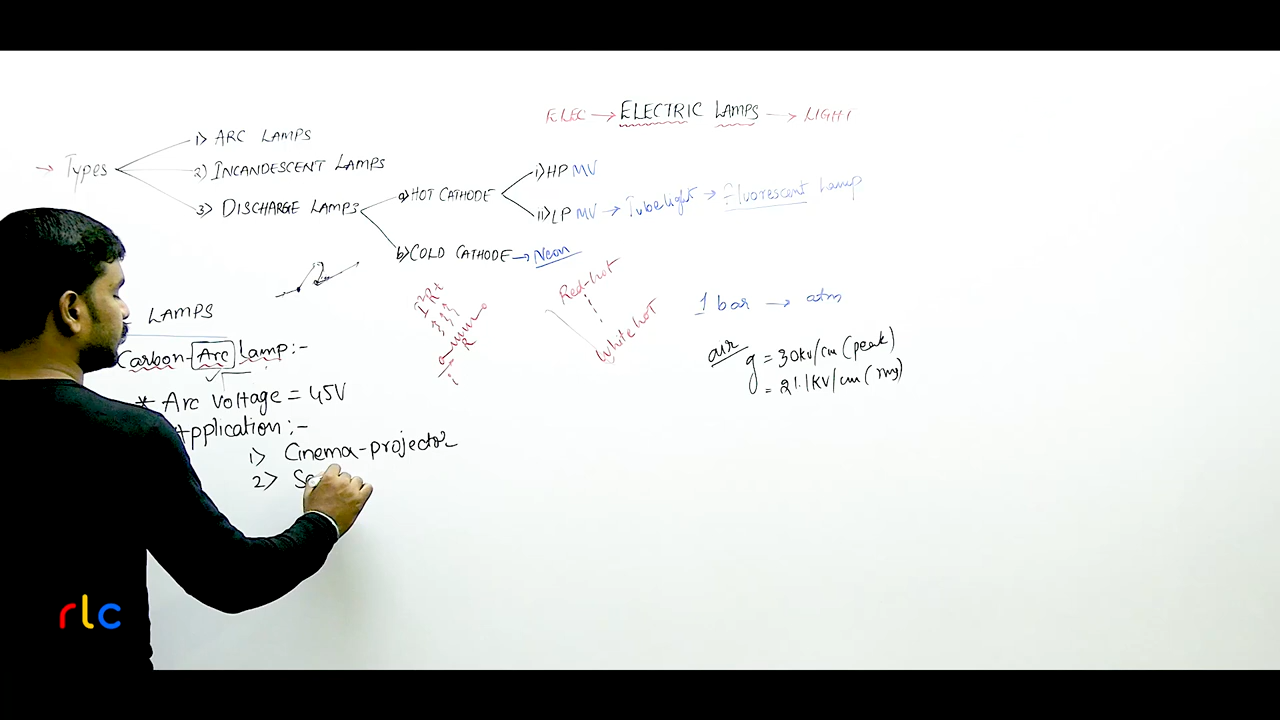 ELEC → ELECTRIC LAMPS → LIGHT
→ Types
1) ARC LAMPS
2) INCANDESCENT LAMPS
3) DISCHARGE LAMPS
a) HOT CATHODE
i) HP MV
ii) LP MV → Tubelight → Fluorescent Lamp
b) COLD CATHODE → Neon
LAMPS
Carbon-Arc lamp:-
* Arc voltage = 45V
Application:-
1) Cinema-projector
2) Se
I²Rt
R
i
Red-hot
White hot
1 bar → atm
air g = 30kv/cm (peak)
= 21.1KV/cm (rms)
rlc